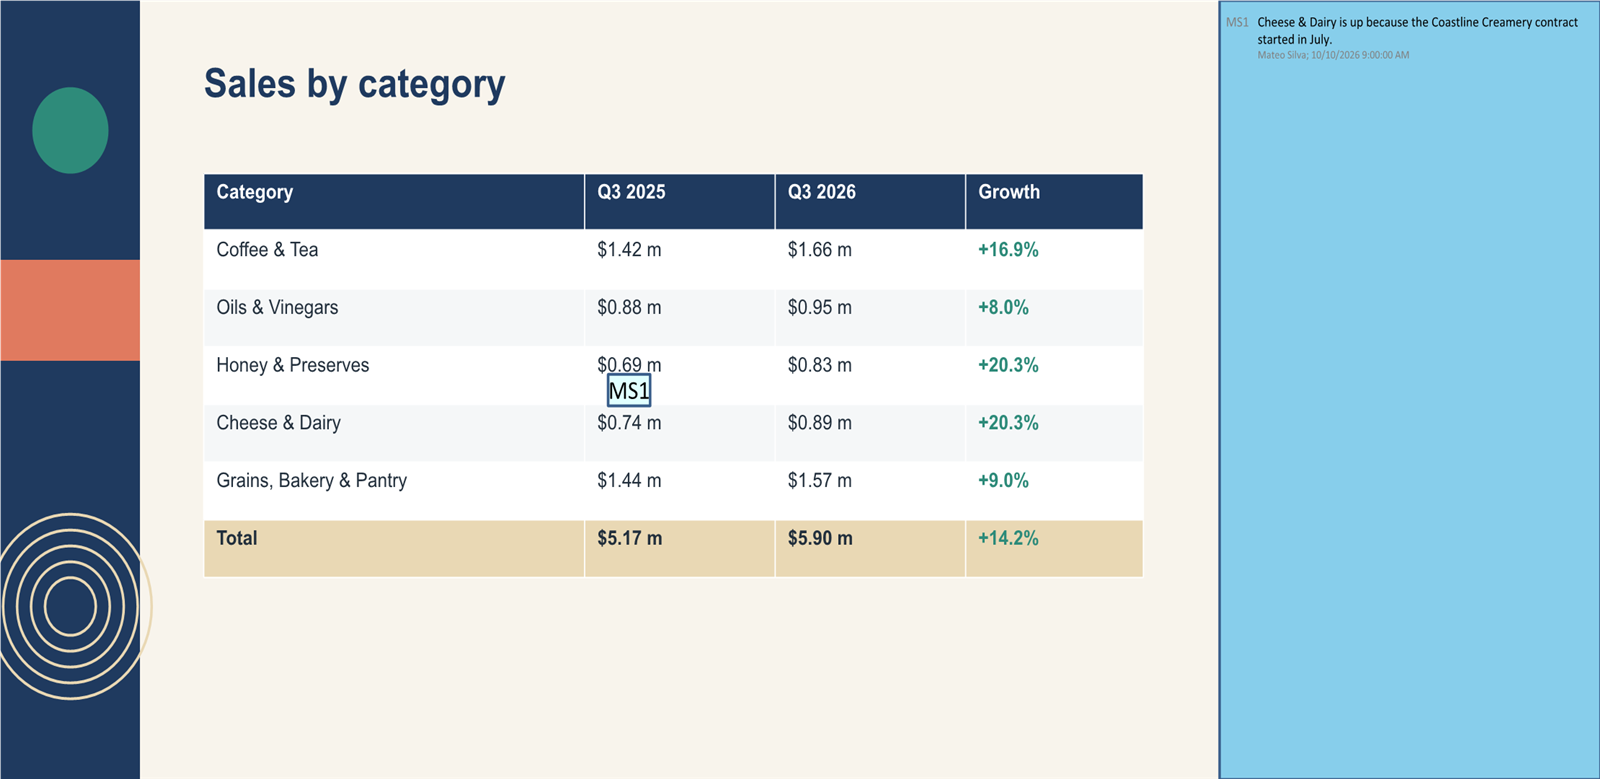 Sales by category
Category Q3 2025 Q3 2026 Growth
Coffee & Tea $1.42 m $1.66 m +16.9%
Oils & Vinegars $0.88 m $0.95 m +8.0%
Honey & Preserves $0.69 m $0.83 m +20.3%
MS1
Cheese & Dairy $0.74 m $0.89 m +20.3%
Grains, Bakery & Pantry $1.44 m $1.57 m +9.0%
Total $5.17 m $5.90 m +14.2%
MS1 Cheese & Dairy is up because the Coastline Creamery contract
started in July.
Mateo Silva; 10/10/2026 9:00:00 AM